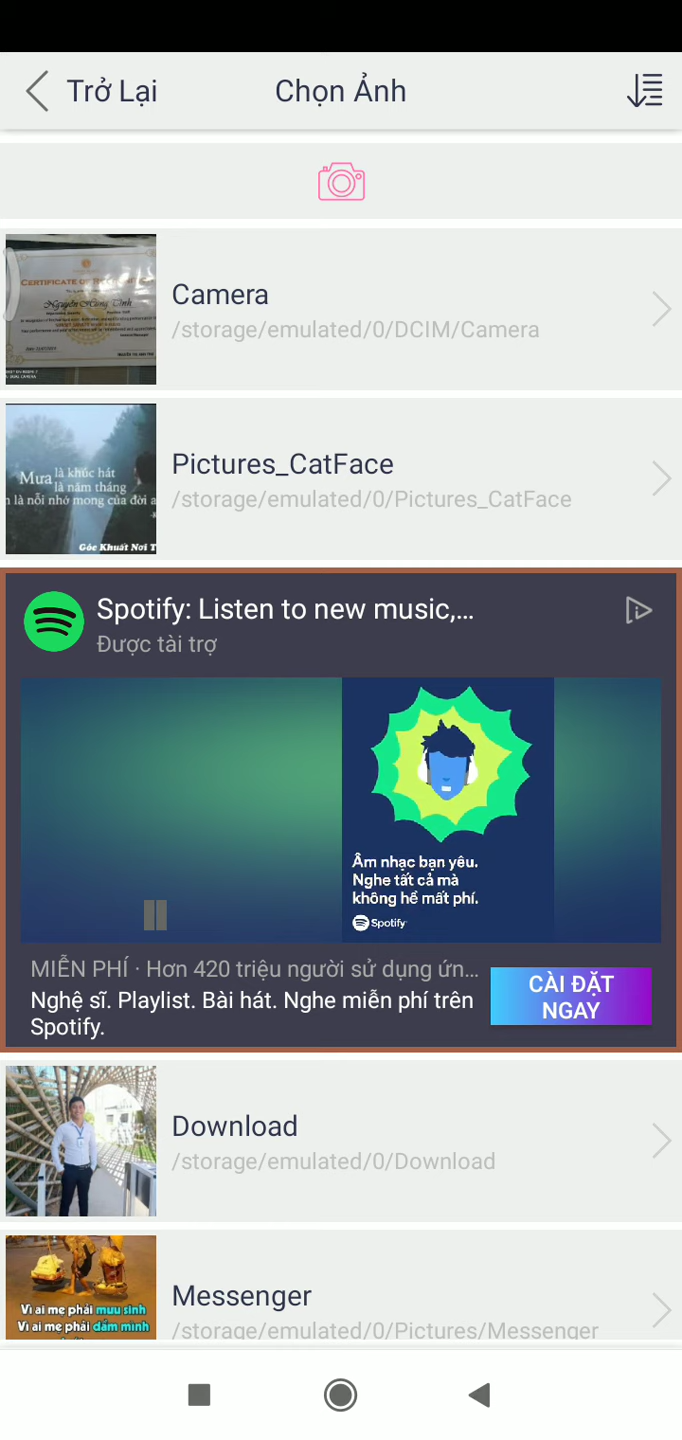 Trở Lại
Chọn Ảnh
CERTIFICATE OF
Camera
/storage/emulated/0/DCIM/Camera
Pictures_CatFace
/storage/emulated/0/Pictures_CatFace
Mưa là khúc hát
là năm tháng
là nỗi nhớ mong của đời
Góc Khuất Nơi T
Spotify: Listen to new music,...
Được tài trợ
Âm nhạc bạn yêu.
Nghe tất cả mà
không hề mất phí.
Spotify
MIỄN PHÍ · Hơn 420 triệu người sử dụng ứn...
Nghệ sĩ. Playlist. Bài hát. Nghe miễn phí trên
Spotify.
CÀI ĐẶT
NGAY
Download
/storage/emulated/0/Download
Messenger
/storage/emulated/0/Pictures/Messenger
Vì ai mẹ phải mưu sinh
Vì ai mẹ phải dầm mình